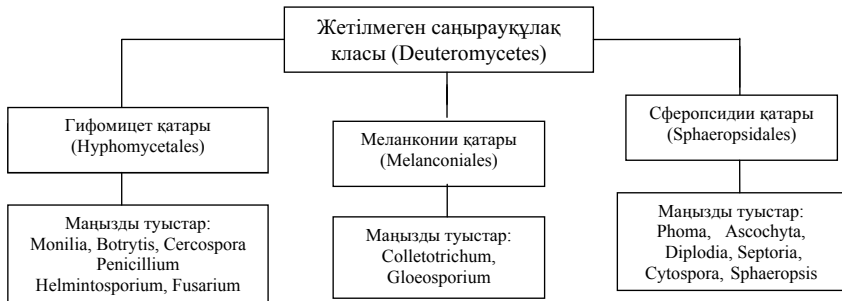 Жетілмеген саңырауқұлақ
класы (Deuteromycetes)
Гифомицет қатары
(Hyphomycetales)
Меланконии қатары
(Melanconiales)
Сферопсидии қатары
(Sphaeropsidales)
Маңызды туыстар:
Monilia, Botrytis, Cercospora
Penicillium
Helmintosporium, Fusarium
Маңызды туыстар:
Colletotrichum,
Gloeosporium
Маңызды туыстар:
Phoma, Ascochyta,
Diplodia, Septoria,
Cytospora, Sphaeropsis